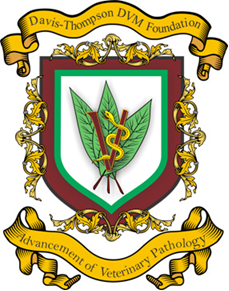 Davis-Thompson DVM Foundation
Advancement of Veterinary Pathology